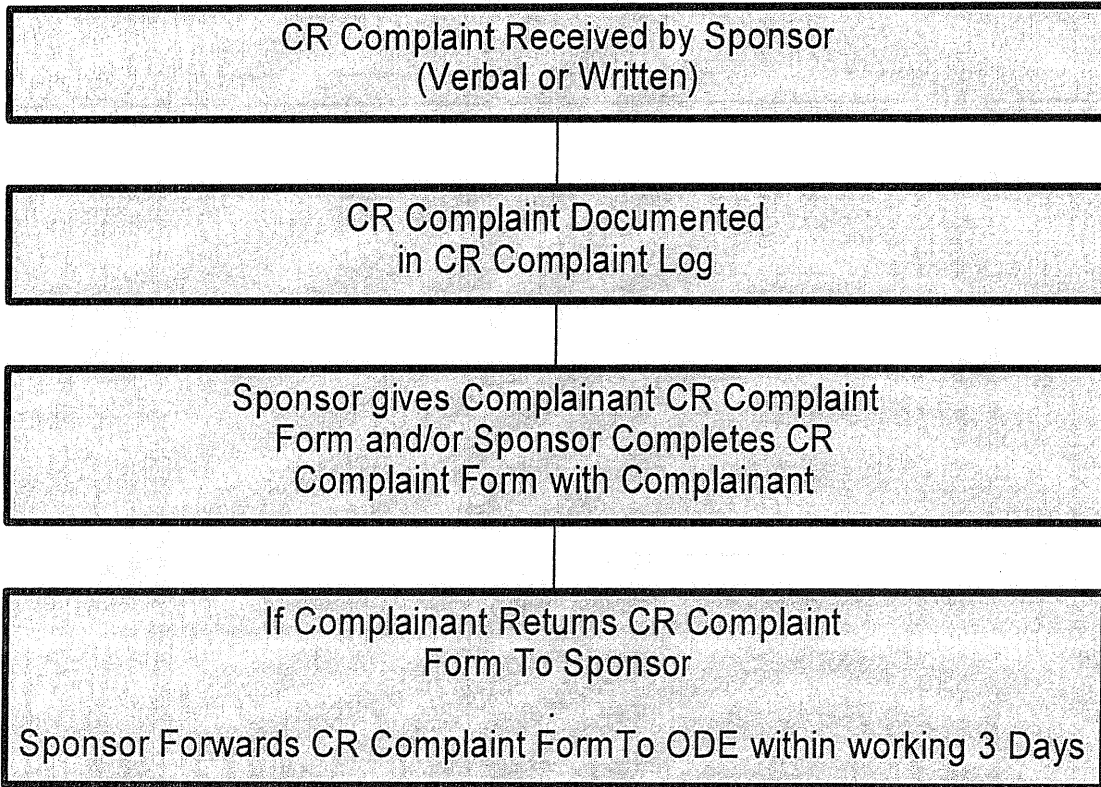 CR Complaint Received by Sponsor
(Verbal or Written)
CR Complaint Documented
in CR Complaint Log
Sponsor gives Complainant CR Complaint
Form and/or Sponsor Completes CR
Complaint Form with Complainant
If Complainant Returns CR Complaint
Form To Sponsor
.
Sponsor Forwards CR Complaint FormTo ODE within working 3 Days